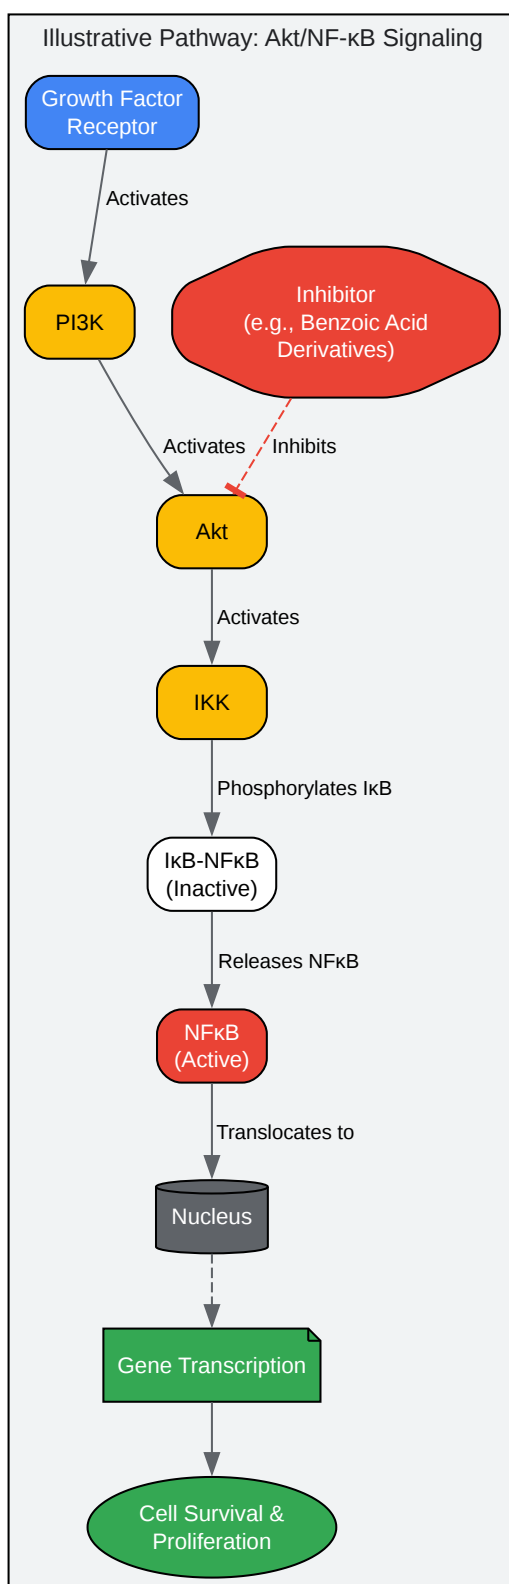 Illustrative Pathway: Akt/NF-κB Signaling
Growth Factor
Receptor
Activates
PI3K
Inhibitor
(e.g., Benzoic Acid
Derivatives)
Activates
Inhibits
Akt
Activates
IKK
Phosphorylates IκB
IκB-NFκB
(Inactive)
Releases NFκB
NFκB
(Active)
Translocates to
Nucleus
Gene Transcription
Cell Survival &
Proliferation